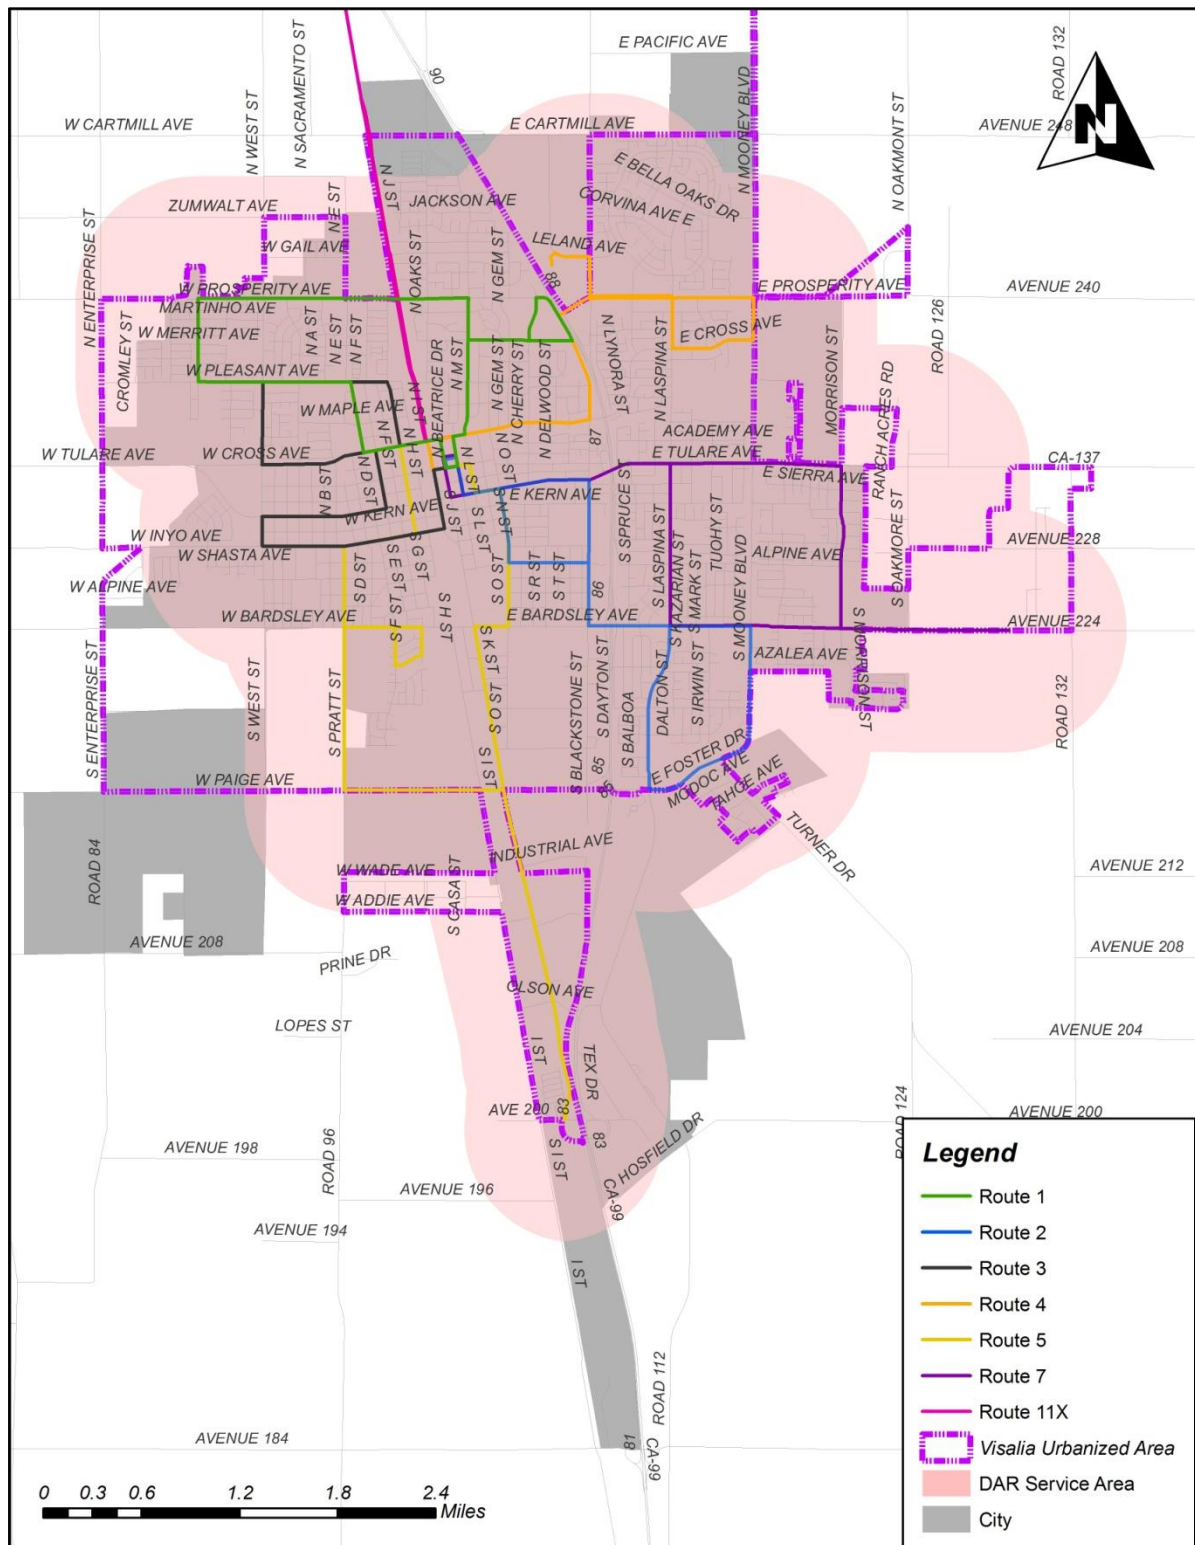 E PACIFIC AVE
ROAD 132
90
N SACRAMENTO ST
N WEST ST
W CARTMILL AVE
E CARTMILL AVE
N MOONEY BLVD
AVENUE 248
N
N J ST
E BELLA OAKS DR
N OAKMONT ST
JACKSON AVE
CORVINA AVE E
ZUMWALT AVE
N E ST
N ENTERPRISE ST
W GAIL AVE
N OAKS ST
N GEM ST
LELAND AVE
88
W PROSPERITY AVE
E PROSPERITY AVE
AVENUE 240
MARTINHO AVE
CROMLEY ST
W MERRITT AVE
N A ST
N E ST
N F ST
N BEATRICE DR
N M ST
N GEM ST
N CHERRY ST
N DELWOOD ST
N LYNORA ST
N LASPINA ST
E CROSS AVE
MORRISON ST
ROAD 126
W PLEASANT AVE
RANCH ACRES RD
W MAPLE AVE
N I ST
N H ST
N F ST
87
ACADEMY AVE
W TULARE AVE
W CROSS AVE
N D ST
N L ST
E TULARE AVE
E SIERRA AVE
CA-137
N B ST
W KERN AVE
S J ST
S L ST
S N ST
E KERN AVE
S SPRUCE ST
W INYO AVE
W SHASTA AVE
S G ST
S E ST
S O ST
S R ST
S T ST
S LASPINA ST
S KAZARIAN ST
S MARK ST
TUOHY ST
S MOONEY BLVD
ALPINE AVE
S OAKMORE ST
AVENUE 228
W ALPINE AVE
S D ST
86
W BARDSLEY AVE
S F ST
S H ST
E BARDSLEY AVE
AVENUE 224
S ENTERPRISE ST
S WEST ST
S PRATT ST
S K ST
S O ST
S I ST
S BLACKSTONE ST
S DAYTON ST
S BALBOA
DALTON ST
S IRWIN ST
AZALEA AVE
S MORRISON ST
ROAD 132
W PAIGE AVE
85
85
E FOSTER DR
MODOC AVE
TAHOE AVE
TURNER DR
ROAD 84
INDUSTRIAL AVE
W WADE AVE
AVENUE 212
W ADDIE AVE
S CASA ST
AVENUE 208
AVENUE 208
PRINE DR
OLSON AVE
LOPES ST
AVENUE 204
I ST
TEX DR
AVE 200
83
83
HOSFIELD DR
ROAD 124
AVENUE 200
AVENUE 198
ROAD 96
S I ST
AVENUE 196
CA-99
AVENUE 194
I ST
ROAD 112
AVENUE 184
81
CA-99
0 0.3 0.6 1.2 1.8 2.4
Miles
Legend
Route 1
Route 2
Route 3
Route 4
Route 5
Route 7
Route 11X
Visalia Urbanized Area
DAR Service Area
City